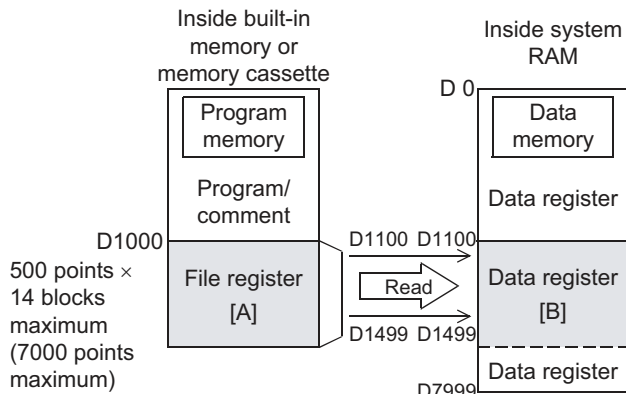 Inside built-in
memory or
memory cassette
Program
memory
Program/
comment
D1000
File register
[A]
500 points ×
14 blocks
maximum
(7000 points
maximum)
D1100 D1100
Read
D1499 D1499
Inside system
RAM
D 0
Data
memory
Data register
Data register
[B]
Data register
D7999